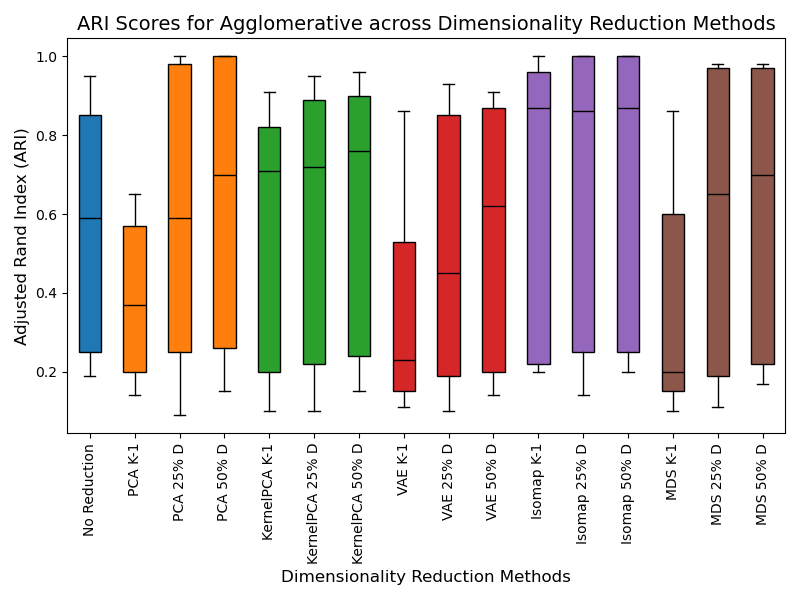 ARI Scores for Agglomerative across Dimensionality Reduction Methods
Adjusted Rand Index (ARI)
1.0
0.8
0.6
0.4
0.2
No Reduction
PCA K-1
PCA 25% D
PCA 50% D
KernelPCA K-1
KernelPCA 25% D
KernelPCA 50% D
VAE K-1
VAE 25% D
VAE 50% D
Isomap K-1
Isomap 25% D
Isomap 50% D
MDS K-1
MDS 25% D
MDS 50% D
Dimensionality Reduction Methods